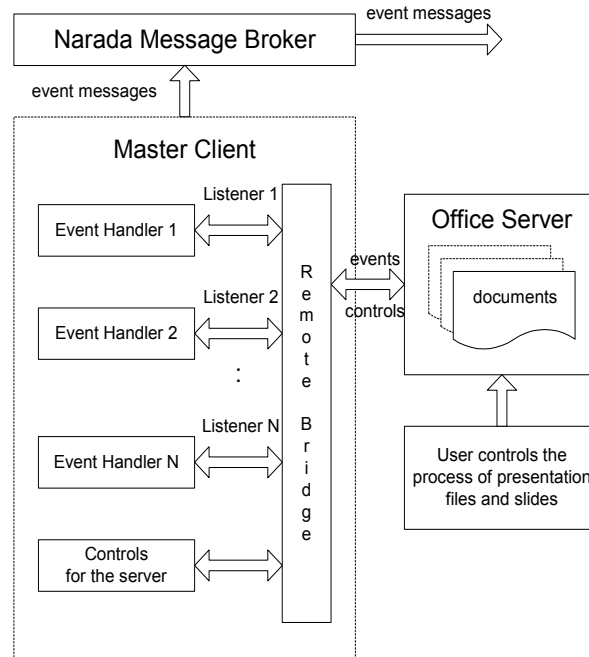 event messages
Narada Message Broker
event messages
Master Client
Listener 1
Event Handler 1
Listener 2
Event Handler 2
:
Listener N
Event Handler N
Controls
for the server
Remote Bridge
events
controls
Office Server
documents
User controls the
process of presentation
files and slides